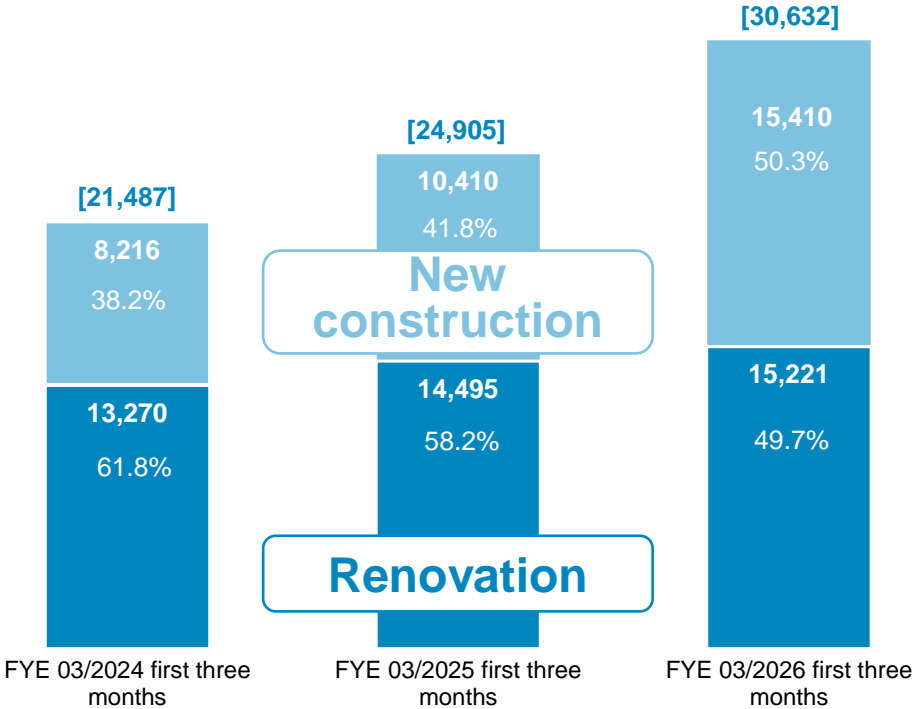 [30,632]
15,410
50.3%
[24,905]
10,410
41.8%
[21,487]
8,216
38.2%
New
construction
15,221
49.7%
14,495
58.2%
13,270
61.8%
Renovation
FYE 03/2024 first three
months
FYE 03/2025 first three
months
FYE 03/2026 first three
months